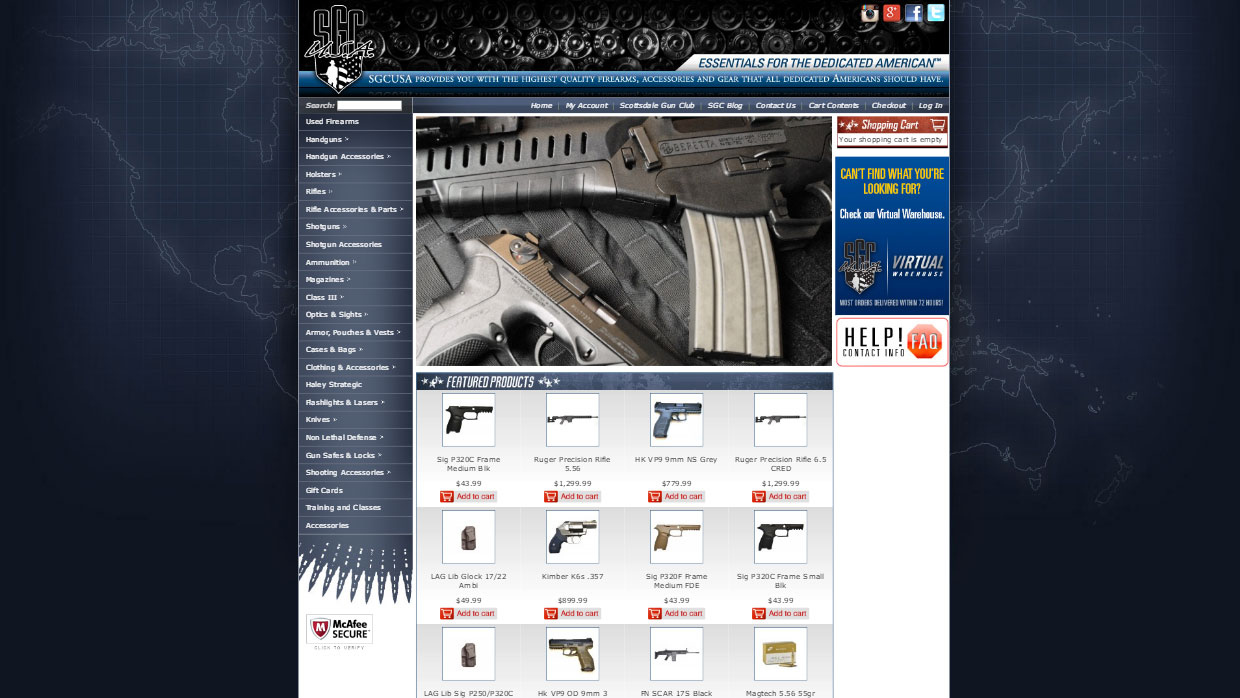 SGC
USA
ESSENTIALS FOR THE DEDICATED AMERICAN™
SGCUSA PROVIDES YOU WITH THE HIGHEST QUALITY FIREARMS, ACCESSORIES AND GEAR THAT ALL DEDICATED AMERICANS SHOULD HAVE.
Search:
Home | My Account | Scottsdale Gun Club | SGC Blog | Contact Us | Cart Contents | Checkout | Log In
Used Firearms
Handguns »
Handgun Accessories »
Holsters »
Rifles »
Rifle Accessories & Parts »
Shotguns »
Shotgun Accessories
Ammunition »
Magazines »
Class III »
Optics & Sights »
Armor, Pouches & Vests »
Cases & Bags »
Clothing & Accessories »
Haley Strategic
Flashlights & Lasers »
Knives »
Non Lethal Defense »
Gun Safes & Locks »
Shooting Accessories »
Gift Cards
Training and Classes
Accessories
McAfee
SECURE™
CLICK TO VERIFY
BERETTA
Shopping Cart
Your shopping cart is empty
CAN'T FIND WHAT YOU'RE
LOOKING FOR?
Check our Virtual Warehouse.
SGC
USA
VIRTUAL
WAREHOUSE
MOST ORDERS DELIVERED WITHIN 72 HOURS!
HELP!
CONTACT INFO
FAQ
FEATURED PRODUCTS
Sig P320C Frame
Medium Blk
$43.99
Add to cart
Ruger Precision Rifle
5.56
$1,299.99
Add to cart
HK VP9 9mm NS Grey
$779.99
Add to cart
Ruger Precision Rifle 6.5
CRED
$1,299.99
Add to cart
LAG Lib Glock 17/22
Ambi
$49.99
Add to cart
Kimber K6s .357
$899.99
Add to cart
Sig P320F Frame
Medium FDE
$43.99
Add to cart
Sig P320C Frame Small
Blk
$43.99
Add to cart
LAG Lib Sig P250/P320C
Hk VP9 OD 9mm 3
FN SCAR 17S Black
Magtech 5.56 55gr